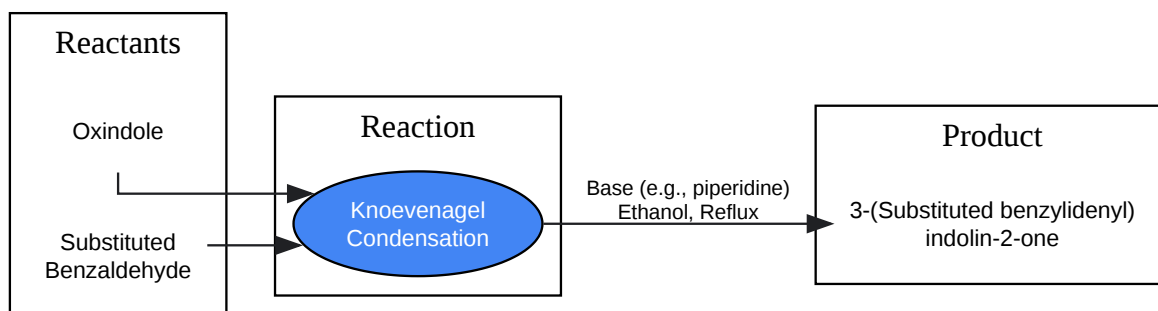 Reactants
Oxindole
Substituted
Benzaldehyde
Reaction
Knoevenagel
Condensation
Base (e.g., piperidine)
Ethanol, Reflux
Product
3-(Substituted benzylidenyl)
indolin-2-one